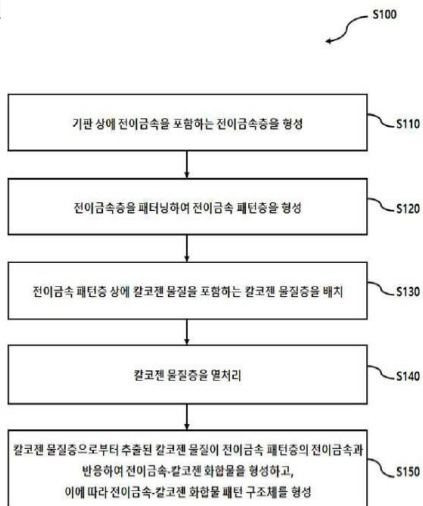 S100
기판 상에 전이금속을 포함하는 전이금속층을 형성
S110
전이금속층을 패터닝하여 전이금속 패턴층을 형성
S120
전이금속 패턴층 상에 칼코젠 물질을 포함하는 칼코젠 물질층을 배치
S130
칼코젠 물질층을 열처리
S140
칼코젠 물질층으로부터 추출된 칼코젠 물질이 전이금속 패턴층의 전이금속과
반응하여 전이금속-칼코젠 화합물을 형성하고,
이에 따라 전이금속-칼코젠 화합물 패턴 구조체를 형성
S150